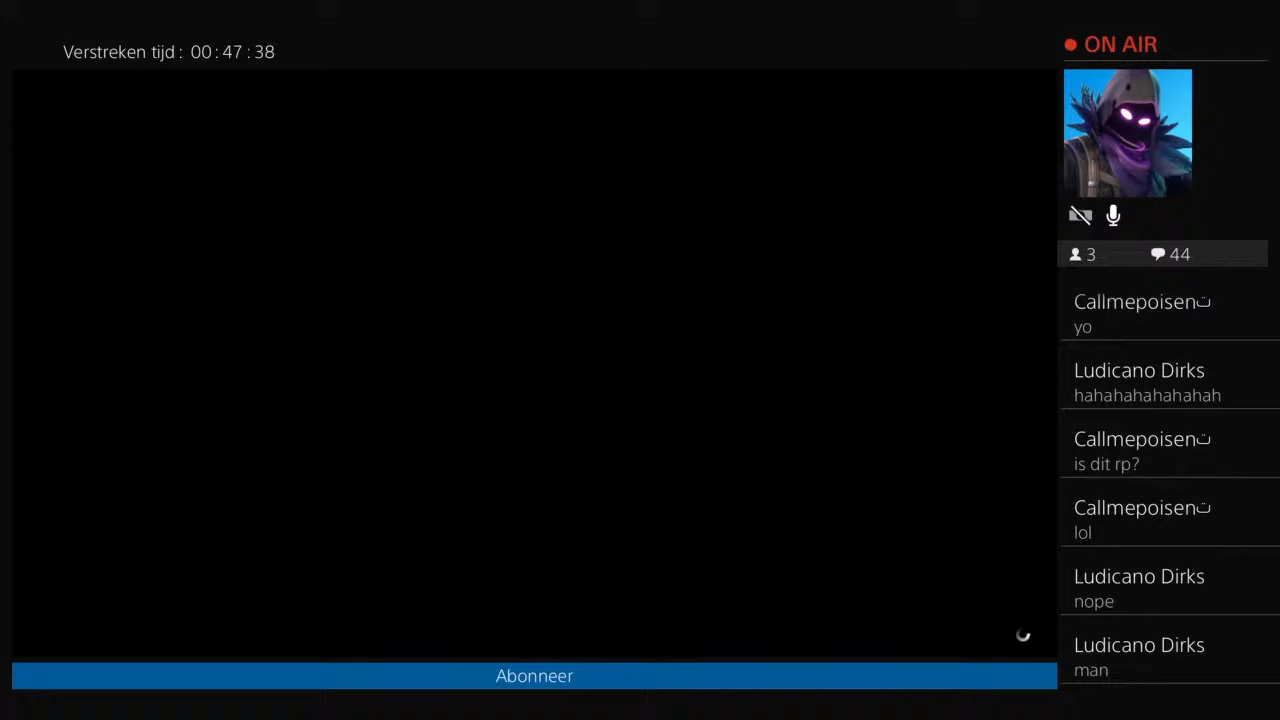 Verstreken tijd : 00 : 47 : 38
ON AIR
3 44
Callmepoisenت
yo
Ludicano Dirks
hahahahahahahah
Callmepoisenت
is dit rp?
Callmepoisenت
lol
Ludicano Dirks
nope
Ludicano Dirks
man
Abonneer